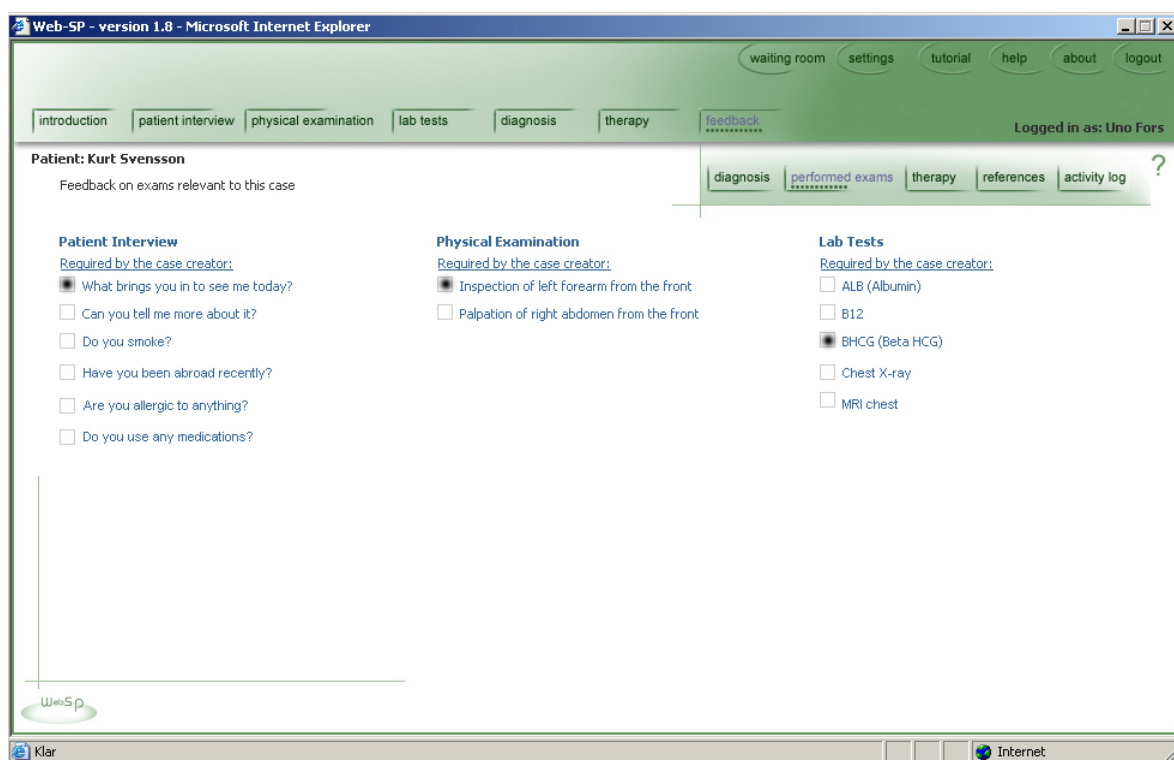 Web-SP - version 1.8 - Microsoft Internet Explorer
waiting room settings tutorial help about logout
introduction patient interview physical examination lab tests diagnosis therapy feedback
Logged in as: Uno Fors
Patient: Kurt Svensson
Feedback on exams relevant to this case
diagnosis performed exams therapy references activity log ?
Patient Interview
Required by the case creator:
What brings you in to see me today?
Can you tell me more about it?
Do you smoke?
Have you been abroad recently?
Are you allergic to anything?
Do you use any medications?
Physical Examination
Required by the case creator:
Inspection of left forearm from the front
Palpation of right abdomen from the front
Lab Tests
Required by the case creator:
ALB (Albumin)
B12
BHCG (Beta HCG)
Chest X-ray
MRI chest
WebSp
Klar
Internet